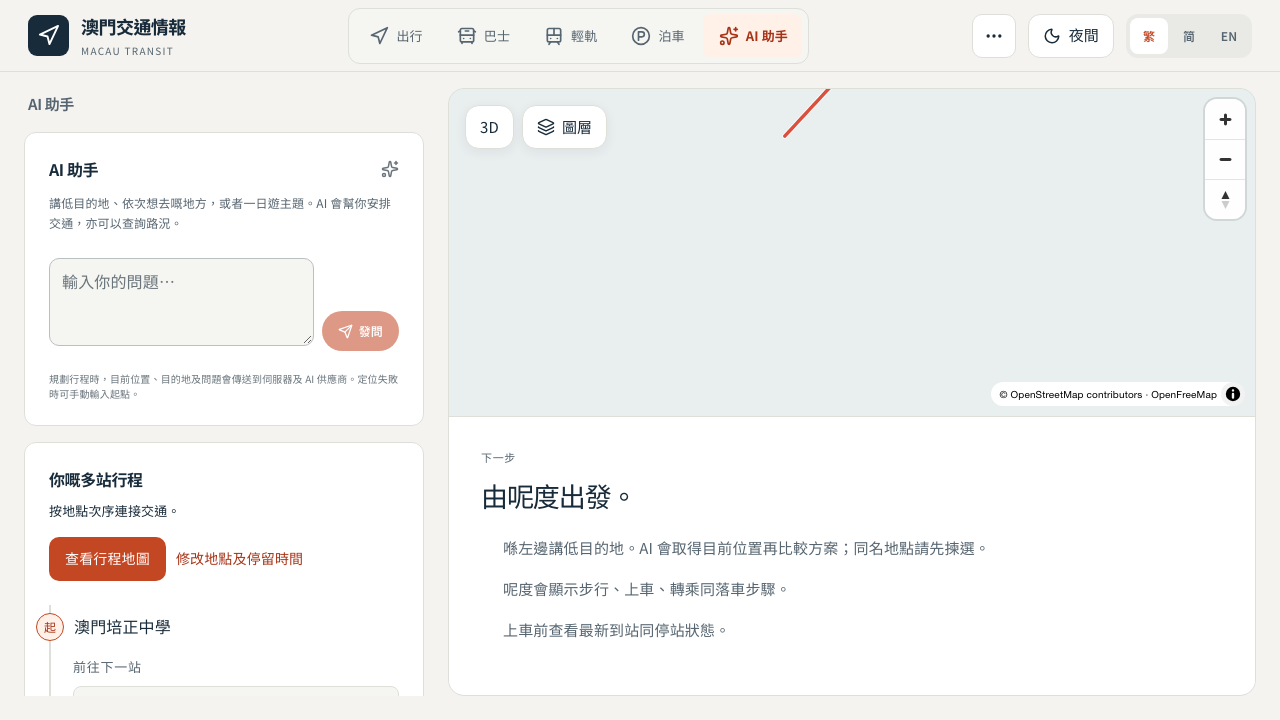 澳門交通情報
MACAU TRANSIT
出行
巴士
輕軌
泊車
AI 助手
夜間
繁
简
EN
AI 助手
AI 助手
講低目的地、依次想去嘅地方，或者一日遊主題。AI 會幫你安排
交通，亦可以查詢路況。
輸入你的問題⋯
發問
規劃行程時，目前位置、目的地及問題會傳送到伺服器及 AI 供應商。定位失敗
時可手動輸入起點。
你嘅多站行程
按地點次序連接交通。
查看行程地圖
修改地點及停留時間
起
澳門培正中學
前往下一站
3D
圖層
© OpenStreetMap contributors · OpenFreeMap
下一步
由呢度出發。
喺左邊講低目的地。AI 會取得目前位置再比較方案；同名地點請先揀選。
呢度會顯示步行、上車、轉乘同落車步驟。
上車前查看最新到站同停站狀態。